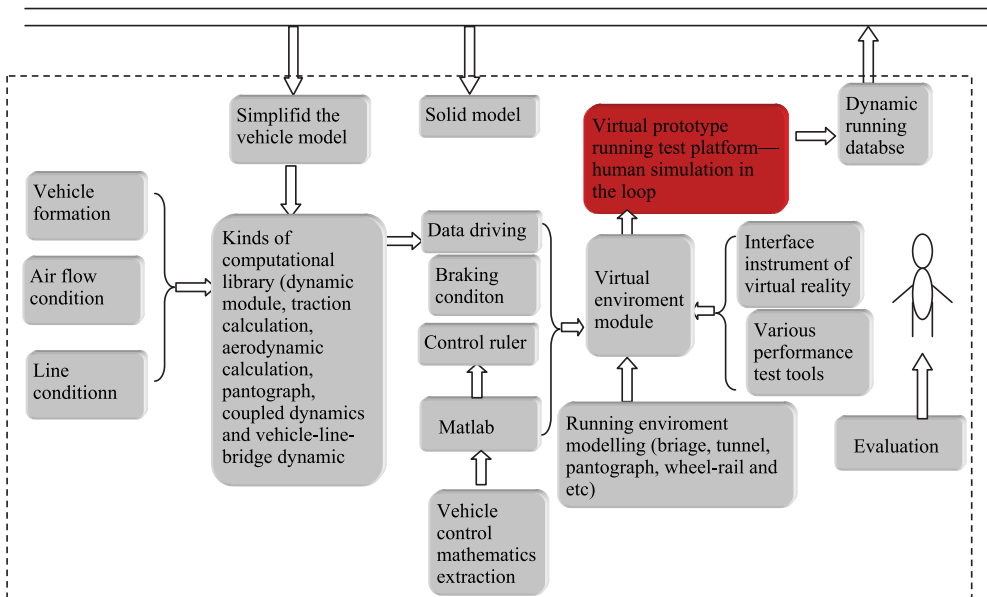 Simplifid the
vehicle model
Solid model
Virtual prototype
running test platform—
human simulation in
the loop
Dynamic
running
databse
Vehicle
formation
Air flow
condition
Line
conditionn
Kinds of
computational
library (dynamic
module, traction
calculation,
aerodynamic
calculation,
pantograph,
coupled dynamics
and vehicle-line-
bridge dynamic
Data driving
Braking
conditon
Control ruler
Matlab
Vehicle
control
mathematics
extraction
Virtual
enviroment
module
Running enviroment
modelling (briage, tunnel,
pantograph, wheel-rail and
etc)
Interface
instrument of
virtual reality
Various
performance
test tools
Evaluation